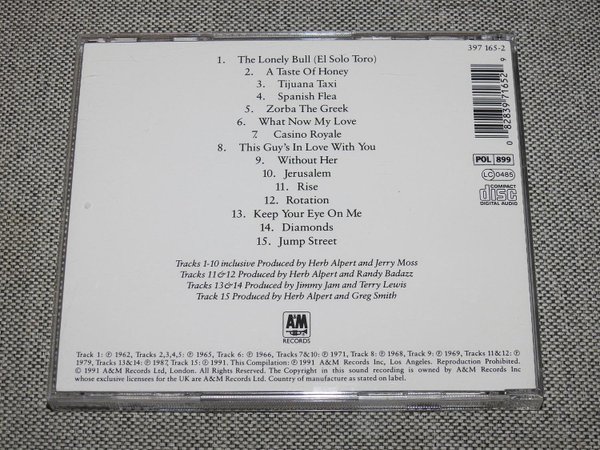 397 165-2
1. The Lonely Bull (El Solo Toro)
2. A Taste Of Honey
3. Tijuana Taxi
4. Spanish Flea
5. Zorba The Greek
6. What Now My Love
7. Casino Royale
8. This Guy's In Love With You
9. Without Her
10. Jerusalem
11. Rise
12. Rotation
13. Keep Your Eye On Me
14. Diamonds
15. Jump Street
0 82839 71652 9
POL 899
LC 0485
COMPACT
disc
DIGITAL AUDIO
Tracks 1-10 inclusive Produced by Herb Alpert and Jerry Moss
Tracks 11&12 Produced by Herb Alpert and Randy Badazz
Tracks 13&14 Produced by Jimmy Jam and Terry Lewis
Track 15 Produced by Herb Alpert and Greg Smith
A&M
RECORDS
Track 1: ℗ 1962, Tracks 2,3,4,5: ℗ 1965, Track 6: ℗ 1966, Tracks 7&10: ℗ 1971, Track 8: ℗ 1968, Track 9: ℗ 1969, Tracks 11&12: ℗
1979, Tracks 13&14: ℗ 1987, Track 15: ℗ 1991. This Compilation: ℗ 1991 A&M Records Inc, Los Angeles. Reproduction Prohibited.
© 1991 A&M Records Ltd, London. All Rights Reserved. The Copyright in this sound recording is owned by A&M Records Inc
whose exclusive licensees for the UK are A&M Records Ltd. Country of manufacture as stated on label.